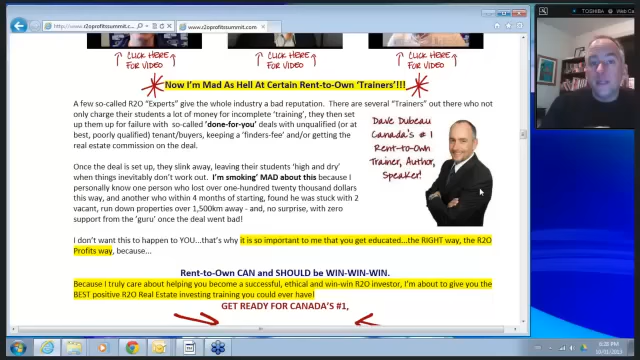 TOSHIBA
Web Cam
http://www.r2oprofitsummit.com
www.r2oprofitsummit.com
CLICK HERE FOR VIDEO
CLICK HERE FOR VIDEO
CLICK HERE FOR VIDEO
Now I'm Mad As Hell At Certain Rent-to-Own 'Trainers'!!!
A few so-called R2O "Experts" give the whole industry a bad reputation. There are several "Trainers" out there who not
only charge their students a lot of money for incomplete 'training', they then set
up them up for failure with so-called 'done-for-you' deals with unqualified (or at
best, poorly qualified) tenant/buyers, keeping a 'finders-fee' and/or getting the
real estate commission on the deal.
Dave Dubeau
Canada's #1
Rent-to-Own
Trainer, Author,
Speaker!
Once the deal is set up, they slink away, leaving their students 'high and dry'
when things inevitably don't work out. I'm smoking' MAD about this because I
personally know one person who lost over one-hundred twenty thousand dollars
this way, and another who within 4 months of starting, found he was stuck with 2
vacant, run down properties over 1,500km away - and, no surprise, with zero
support from the 'guru' once the deal went bad!
I don't want this to happen to YOU...that's why it is so important to me that you get educated...the RIGHT way, the R2O
Profits way, because...
Rent-to-Own CAN and SHOULD be WIN-WIN-WIN.
Because I truly care about helping you become a successful, ethical and win-win R2O investor, I'm about to give you the
BEST positive R2O Real Estate investing training you could ever have!
GET READY FOR CANADA'S #1,